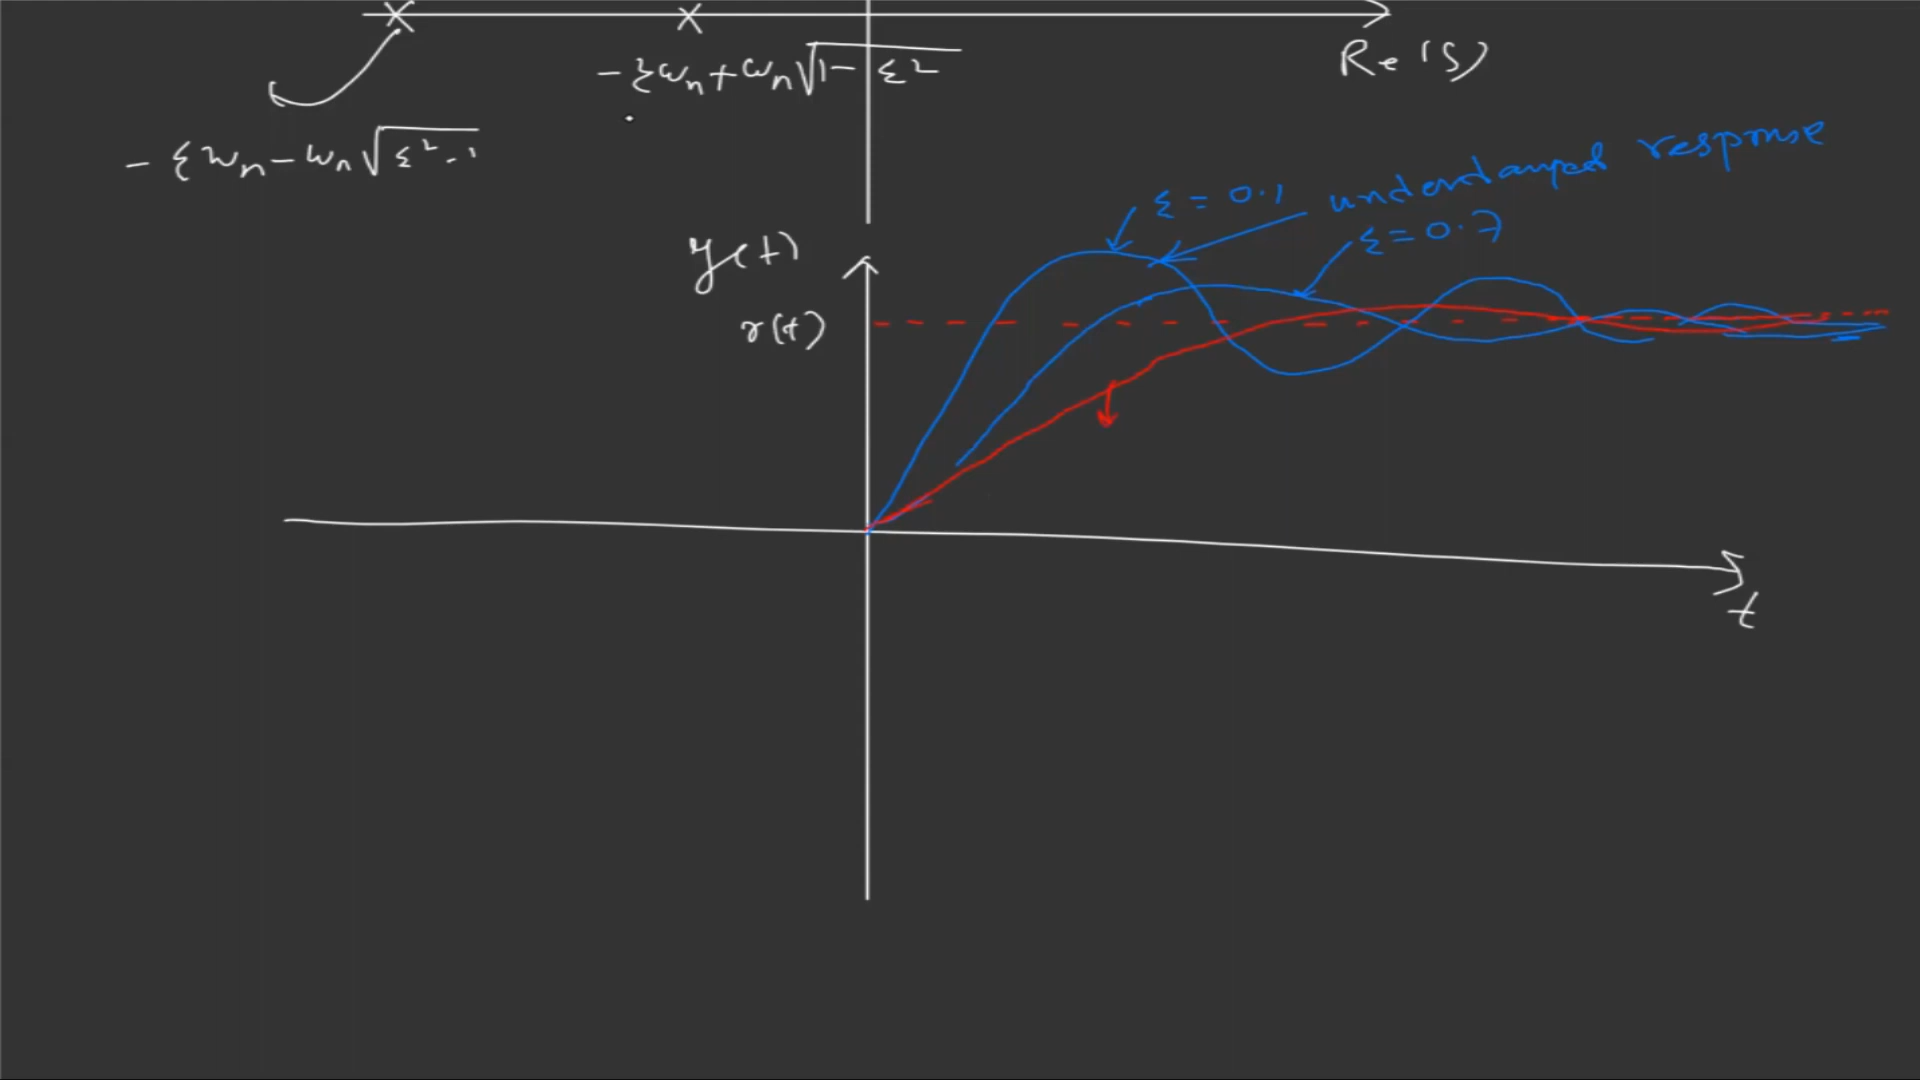 Re(s)
-ξωn+ωn√1-ξ²
-ξωn-ωn√ξ²-1
underdamped response
ξ=0.1
ξ=0.7
y(t)
r(t)
t